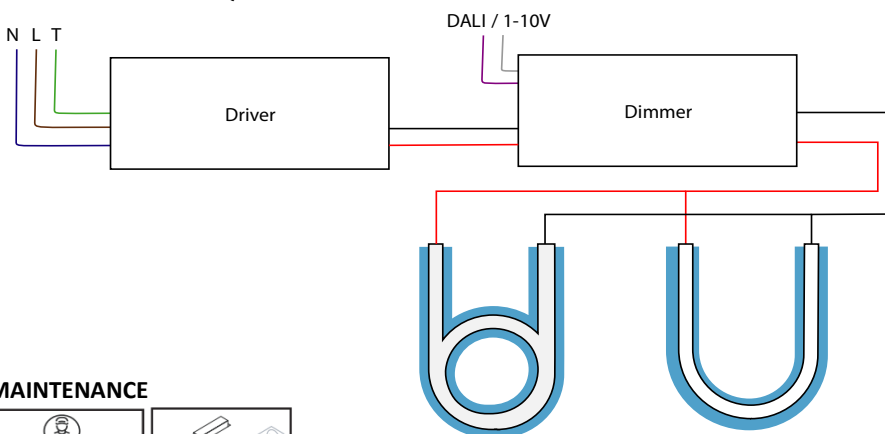 DALI / 1-10V
N L T
Driver
Dimmer
MAINTENANCE